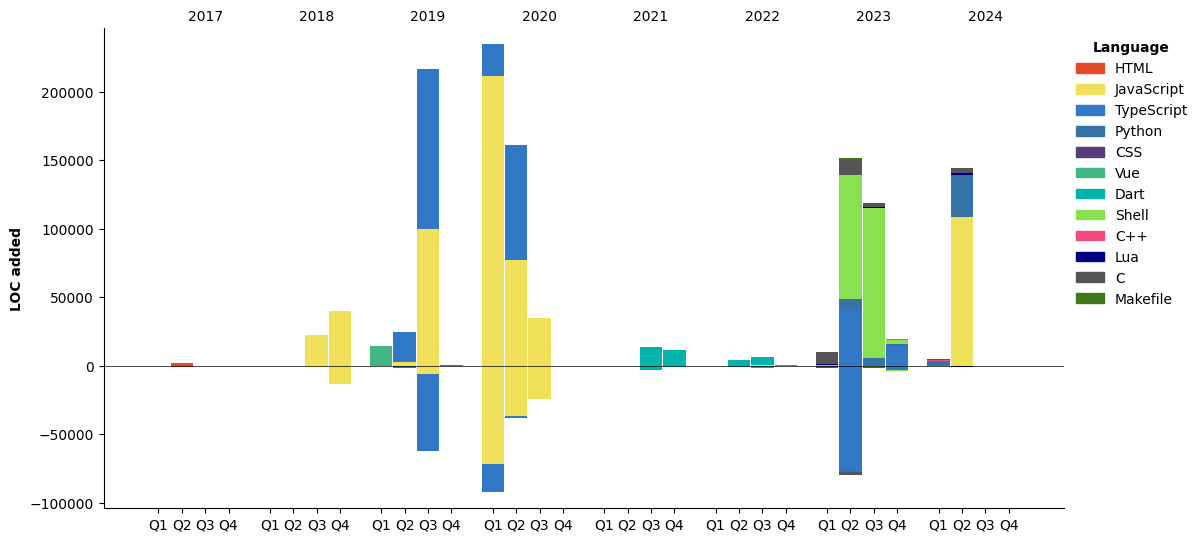 2017 2018 2019 2020 2021 2022 2023 2024
LOC added
200000
150000
100000
50000
0
−50000
−100000
Q1 Q2 Q3 Q4 Q1 Q2 Q3 Q4 Q1 Q2 Q3 Q4 Q1 Q2 Q3 Q4 Q1 Q2 Q3 Q4 Q1 Q2 Q3 Q4 Q1 Q2 Q3 Q4 Q1 Q2 Q3 Q4
Language
HTML
JavaScript
TypeScript
Python
CSS
Vue
Dart
Shell
C++
Lua
C
Makefile